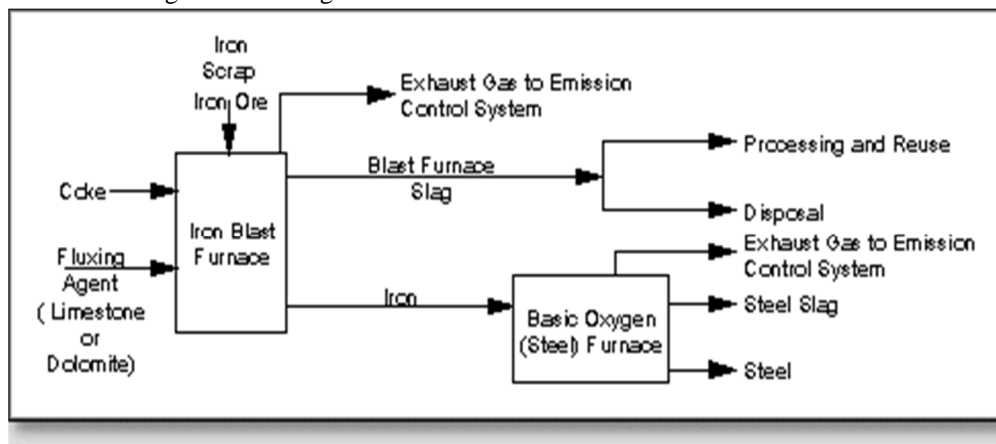 Iron
Scrap
Iron Ore
Exhaust Gas to Emission
Control System
Coke
Fluxing
Agent
( Limestone
or
Dolomite)
Iron Blast
Furnace
Blast Furnace
Slag
Processing and Reuse
Disposal
Iron
Basic Oxygen
(Steel) Furnace
Exhaust Gas to Emission
Control System
Steel Slag
Steel